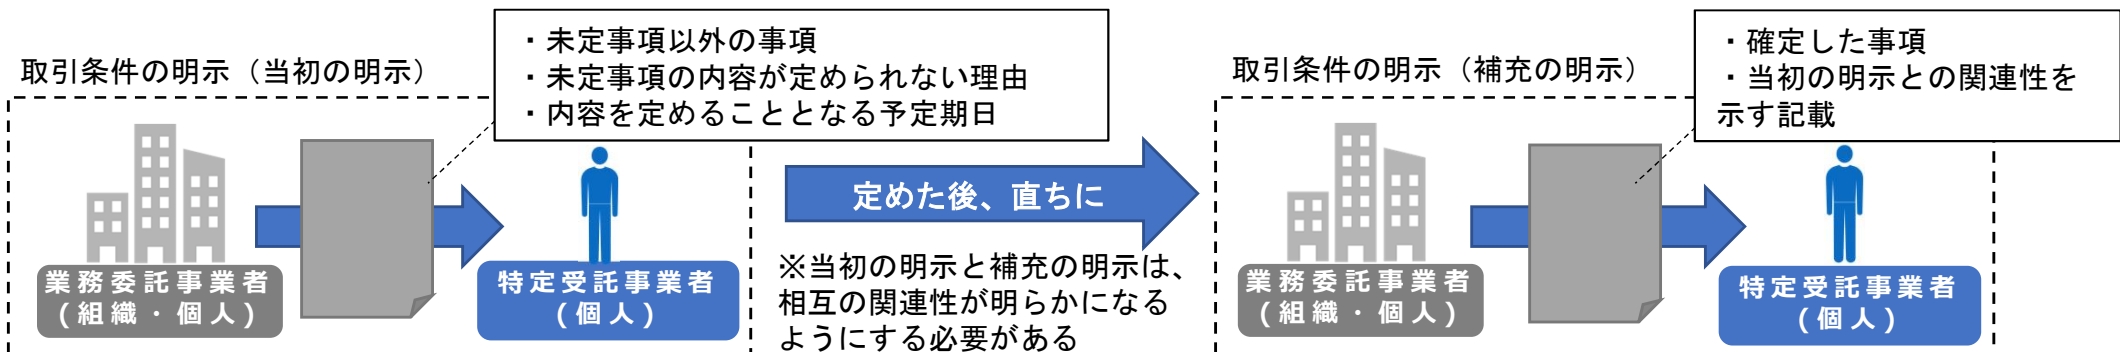 取引条件の明示（当初の明示）
・未定事項以外の事項
・未定事項の内容が定められない理由
・内容を定めることとなる予定期日
業務委託事業者
(組織・個人)
特定受託事業者
(個人)
定めた後、直ちに
※当初の明示と補充の明示は、
相互の関連性が明らかになる
ようにする必要がある
取引条件の明示（補充の明示）
・確定した事項
・当初の明示との関連性を
示す記載
業務委託事業者
(組織・個人)
特定受託事業者
(個人)